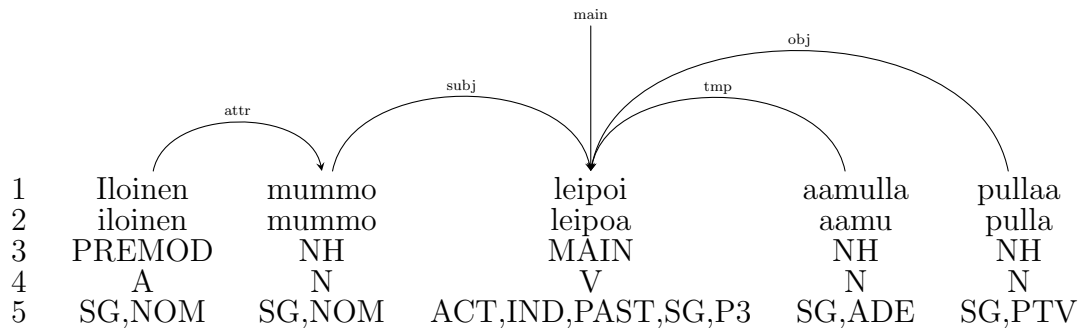 main
obj
subj tmp
attr
1 Iloinen mummo leipoi aamulla pullaa
2 iloinen mummo leipoa aamu pulla
3 PREMOD NH MAIN NH NH
4 A N V N N
5 SG,NOM SG,NOM ACT,IND,PAST,SG,P3 SG,ADE SG,PTV